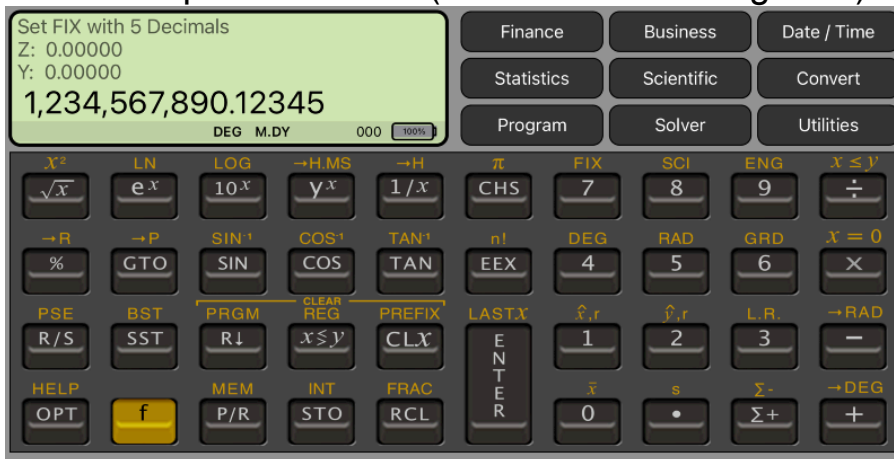 Set FIX with 5 Decimals
Z: 0.00000
Y: 0.00000
1,234,567,890.12345
DEG M.DY 000 100%
Finance Business Date / Time
Statistics Scientific Convert
Program Solver Utilities
x² LN LOG →H.MS →H π FIX SCI ENG x ≤ y
√x eˣ 10ˣ yˣ 1/x CHS 7 8 9 ÷
→R →P SIN⁻¹ COS⁻¹ TAN⁻¹ n! DEG RAD GRD x = 0
% GTO SIN COS TAN EEX 4 5 6 ×
CLEAR
PSE BST PRGM REG PREFIX LASTX x̂,r ŷ,r L.R. →RAD
R/S SST R↓ x≶y CLX ENTER 1 2 3 −
HELP MEM INT FRAC x̄ s Σ- →DEG
OPT f P/R STO RCL 0 • Σ+ +